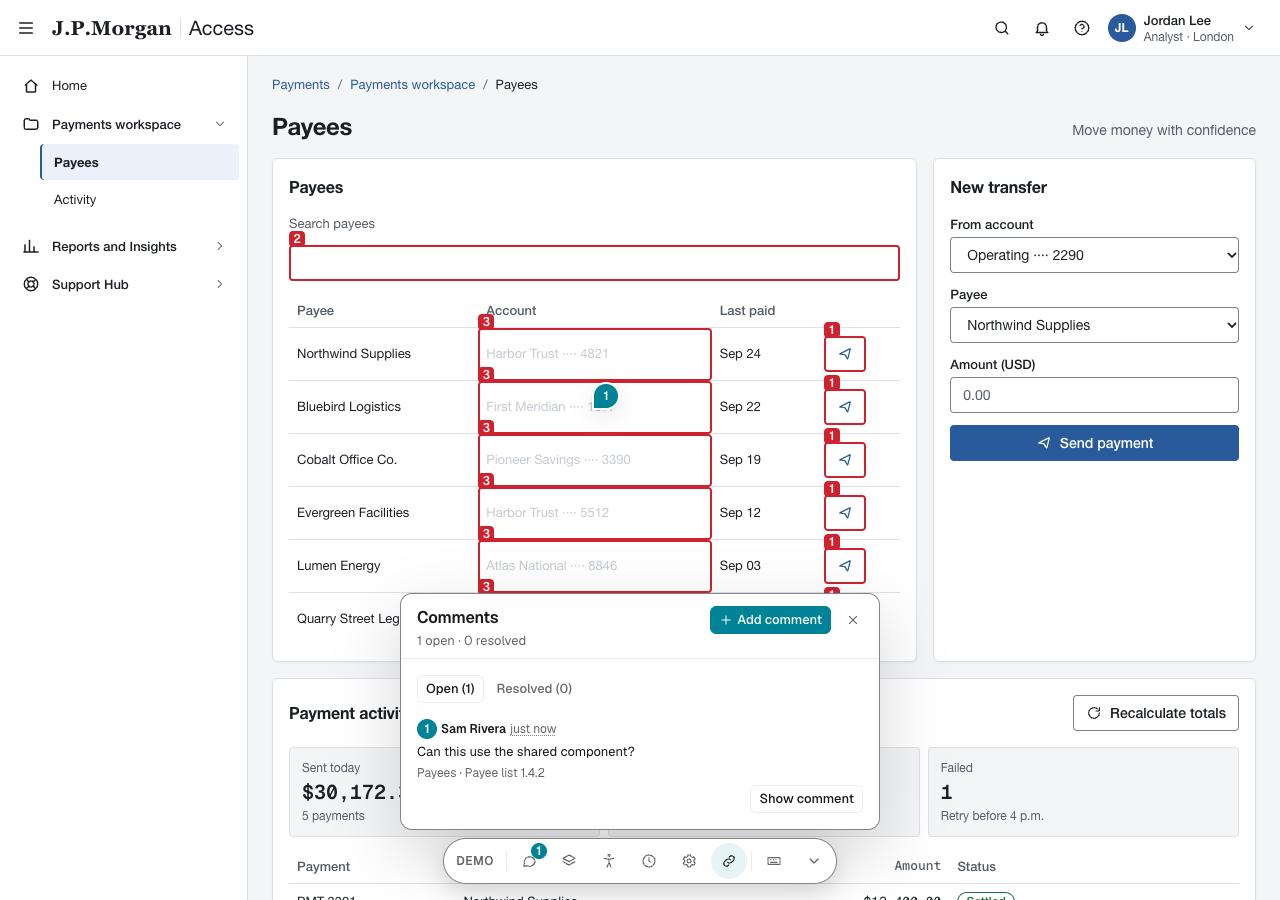 J.P.Morgan Access
JL
Jordan Lee
Analyst · London
Home
Payments workspace
Payees
Activity
Reports and Insights
Support Hub
Payments / Payments workspace / Payees
Payees
Move money with confidence
Payees
Search payees
2
Payee Account Last paid
3 1
Northwind Supplies Harbor Trust ···· 4821 Sep 24
3 1
Bluebird Logistics First Meridian ···· Sep 22
1
3 1
Cobalt Office Co. Pioneer Savings ···· 3390 Sep 19
3 1
Evergreen Facilities Harbor Trust ···· 5512 Sep 12
3 1
Lumen Energy Atlas National ···· 8846 Sep 03
3
Quarry Street Leg
New transfer
From account
Operating ···· 2290
Payee
Northwind Supplies
Amount (USD)
0.00
Send payment
Comments
1 open · 0 resolved
Add comment
Open (1) Resolved (0)
1 Sam Rivera just now
Can this use the shared component?
Payees · Payee list 1.4.2
Show comment
Recalculate totals
Sent today
$30,172.
5 payments
Failed
1
Retry before 4 p.m.
DEMO 1
Payment Amount Status
Northwind Supplies Settled